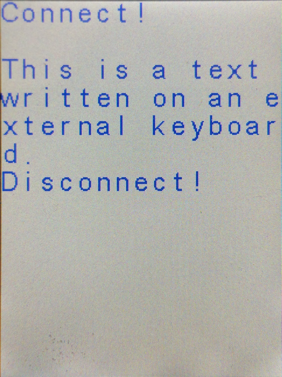 Connect!
This is a text
written on an e
xternal keyboar
d.
Disconnect!